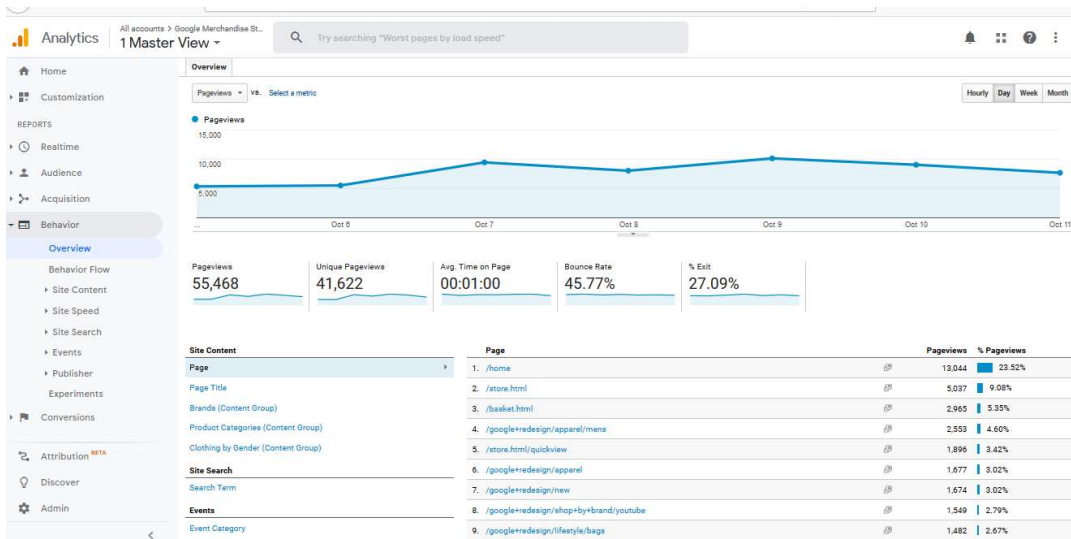 All accounts > Google Merchandise St...
Analytics
1 Master View
Try searching "Worst pages by load speed"
Home
Customization
REPORTS
Realtime
Audience
Acquisition
Behavior
Overview
Behavior Flow
Site Content
Site Speed
Site Search
Events
Publisher
Experiments
Conversions
Attribution BETA
Discover
Admin
Overview
Pageviews VS. Select a metric
Hourly Day Week Month
Pageviews
15,000
10,000
5,000
... Oct 6 Oct 7 Oct 8 Oct 9 Oct 10 Oct 11
Pageviews
55,468
Unique Pageviews
41,622
Avg. Time on Page
00:01:00
Bounce Rate
45.77%
% Exit
27.09%
Site Content
Page
Page Title
Brands (Content Group)
Product Categories (Content Group)
Clothing by Gender (Content Group)
Site Search
Search Term
Events
Event Category
Page Pageviews % Pageviews
1. /home 13,044 23.52%
2. /store.html 5,037 9.08%
3. /basket.html 2,965 5.35%
4. /google+redesign/apparel/mens 2,553 4.60%
5. /store.html/quickview 1,896 3.42%
6. /google+redesign/apparel 1,677 3.02%
7. /google+redesign/new 1,674 3.02%
8. /google+redesign/shop+by+brand/youtube 1,549 2.79%
9. /google+redesign/lifestyle/bags 1,482 2.67%